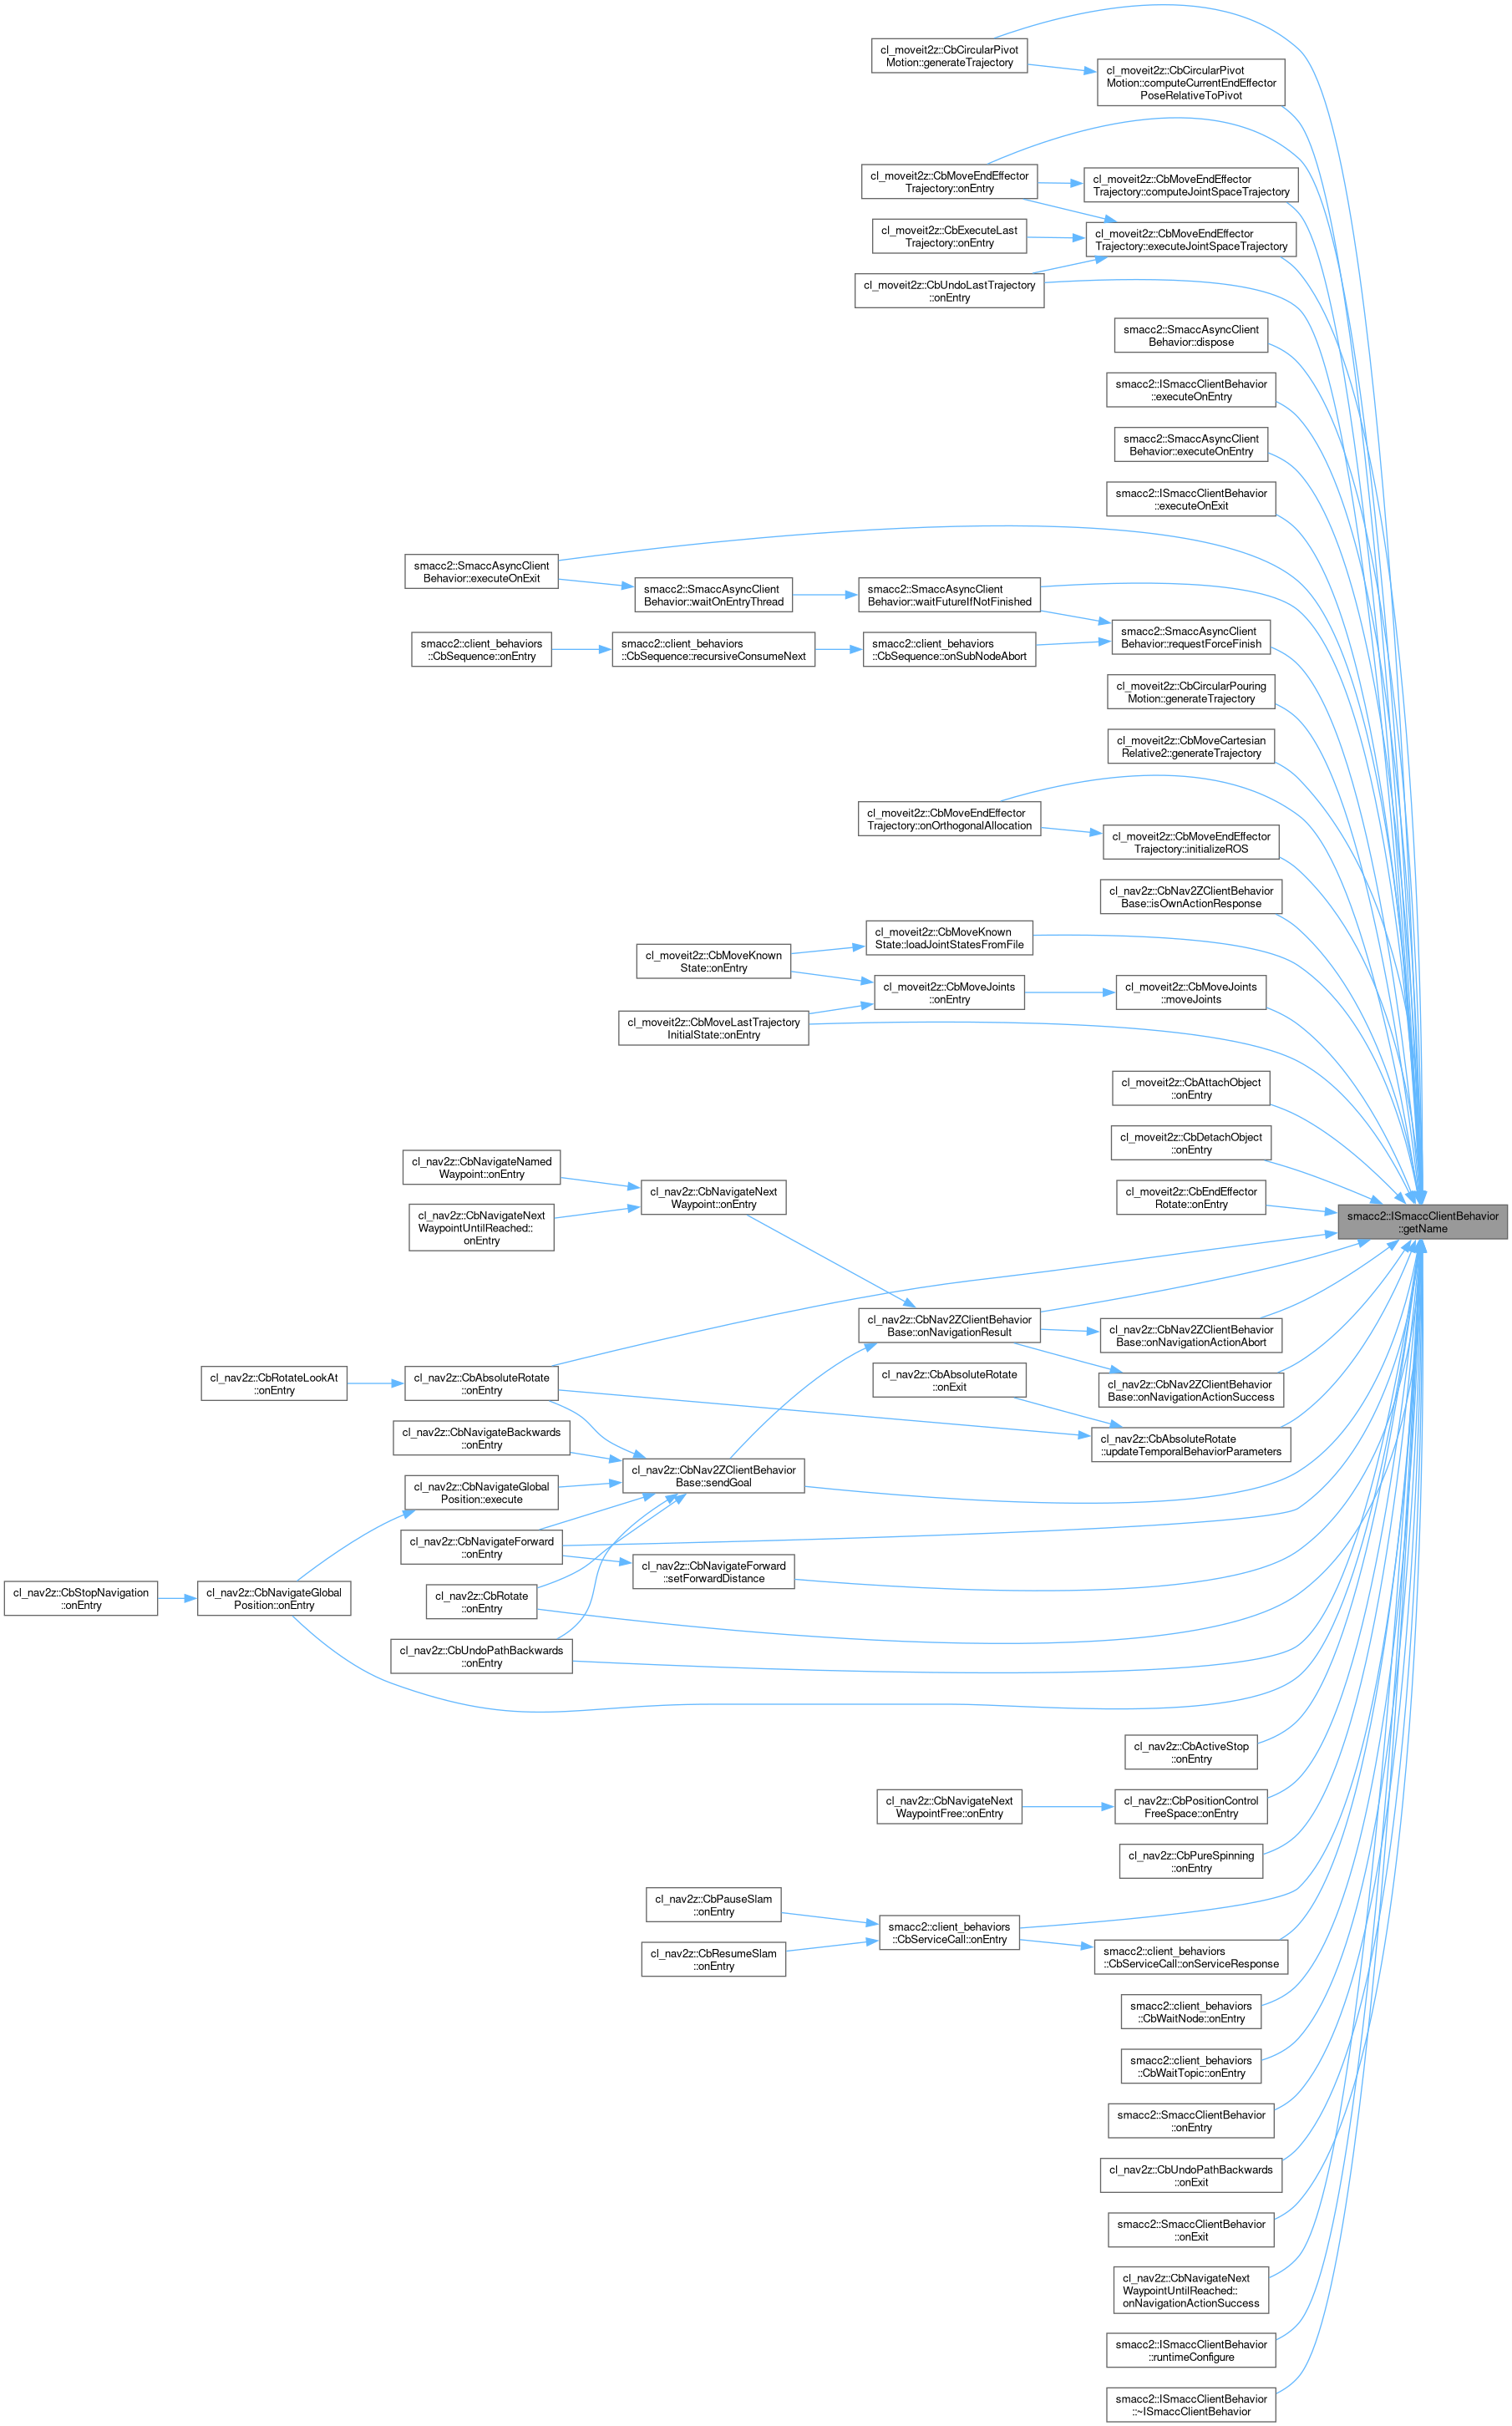 cl_moveit2z::CbCircularPivot
Motion::generateTrajectory
cl_moveit2z::CbCircularPivot
Motion::computeCurrentEndEffector
PoseRelativeToPivot
cl_moveit2z::CbMoveEndEffector
Trajectory::onEntry
cl_moveit2z::CbMoveEndEffector
Trajectory::computeJointSpaceTrajectory
cl_moveit2z::CbExecuteLast
Trajectory::onEntry
cl_moveit2z::CbMoveEndEffector
Trajectory::executeJointSpaceTrajectory
cl_moveit2z::CbUndoLastTrajectory
::onEntry
smacc2::SmaccAsyncClient
Behavior::dispose
smacc2::ISmaccClientBehavior
::executeOnEntry
smacc2::SmaccAsyncClient
Behavior::executeOnEntry
smacc2::ISmaccClientBehavior
::executeOnExit
smacc2::SmaccAsyncClient
Behavior::executeOnExit
smacc2::SmaccAsyncClient
Behavior::waitOnEntryThread
smacc2::SmaccAsyncClient
Behavior::waitFutureIfNotFinished
smacc2::SmaccAsyncClient
Behavior::requestForceFinish
smacc2::client_behaviors
::CbSequence::onEntry
smacc2::client_behaviors
::CbSequence::recursiveConsumeNext
smacc2::client_behaviors
::CbSequence::onSubNodeAbort
cl_moveit2z::CbCircularPouring
Motion::generateTrajectory
cl_moveit2z::CbMoveCartesian
Relative2::generateTrajectory
cl_moveit2z::CbMoveEndEffector
Trajectory::onOrthogonalAllocation
cl_moveit2z::CbMoveEndEffector
Trajectory::initializeROS
cl_nav2z::CbNav2ZClientBehavior
Base::isOwnActionResponse
cl_moveit2z::CbMoveKnown
State::onEntry
cl_moveit2z::CbMoveKnown
State::loadJointStatesFromFile
cl_moveit2z::CbMoveLastTrajectory
InitialState::onEntry
cl_moveit2z::CbMoveJoints
::onEntry
cl_moveit2z::CbMoveJoints
::moveJoints
cl_moveit2z::CbAttachObject
::onEntry
cl_moveit2z::CbDetachObject
::onEntry
cl_moveit2z::CbEndEffector
Rotate::onEntry
smacc2::ISmaccClientBehavior
::getName
cl_nav2z::CbNavigateNamed
Waypoint::onEntry
cl_nav2z::CbNavigateNext
WaypointUntilReached::
onEntry
cl_nav2z::CbNavigateNext
Waypoint::onEntry
cl_nav2z::CbNav2ZClientBehavior
Base::onNavigationResult
cl_nav2z::CbNav2ZClientBehavior
Base::onNavigationActionAbort
cl_nav2z::CbRotateLookAt
::onEntry
cl_nav2z::CbAbsoluteRotate
::onEntry
cl_nav2z::CbAbsoluteRotate
::onExit
cl_nav2z::CbNav2ZClientBehavior
Base::onNavigationActionSuccess
cl_nav2z::CbNavigateBackwards
::onEntry
cl_nav2z::CbAbsoluteRotate
::updateTemporalBehaviorParameters
cl_nav2z::CbNav2ZClientBehavior
Base::sendGoal
cl_nav2z::CbNavigateGlobal
Position::execute
cl_nav2z::CbNavigateForward
::onEntry
cl_nav2z::CbNavigateForward
::setForwardDistance
cl_nav2z::CbStopNavigation
::onEntry
cl_nav2z::CbNavigateGlobal
Position::onEntry
cl_nav2z::CbRotate
::onEntry
cl_nav2z::CbUndoPathBackwards
::onEntry
cl_nav2z::CbActiveStop
::onEntry
cl_nav2z::CbNavigateNext
WaypointFree::onEntry
cl_nav2z::CbPositionControl
FreeSpace::onEntry
cl_nav2z::CbPureSpinning
::onEntry
cl_nav2z::CbPauseSlam
::onEntry
cl_nav2z::CbResumeSlam
::onEntry
smacc2::client_behaviors
::CbServiceCall::onEntry
smacc2::client_behaviors
::CbServiceCall::onServiceResponse
smacc2::client_behaviors
::CbWaitNode::onEntry
smacc2::client_behaviors
::CbWaitTopic::onEntry
smacc2::SmaccClientBehavior
::onEntry
cl_nav2z::CbUndoPathBackwards
::onExit
smacc2::SmaccClientBehavior
::onExit
cl_nav2z::CbNavigateNext
WaypointUntilReached::
onNavigationActionSuccess
smacc2::ISmaccClientBehavior
::runtimeConfigure
smacc2::ISmaccClientBehavior
::~ISmaccClientBehavior